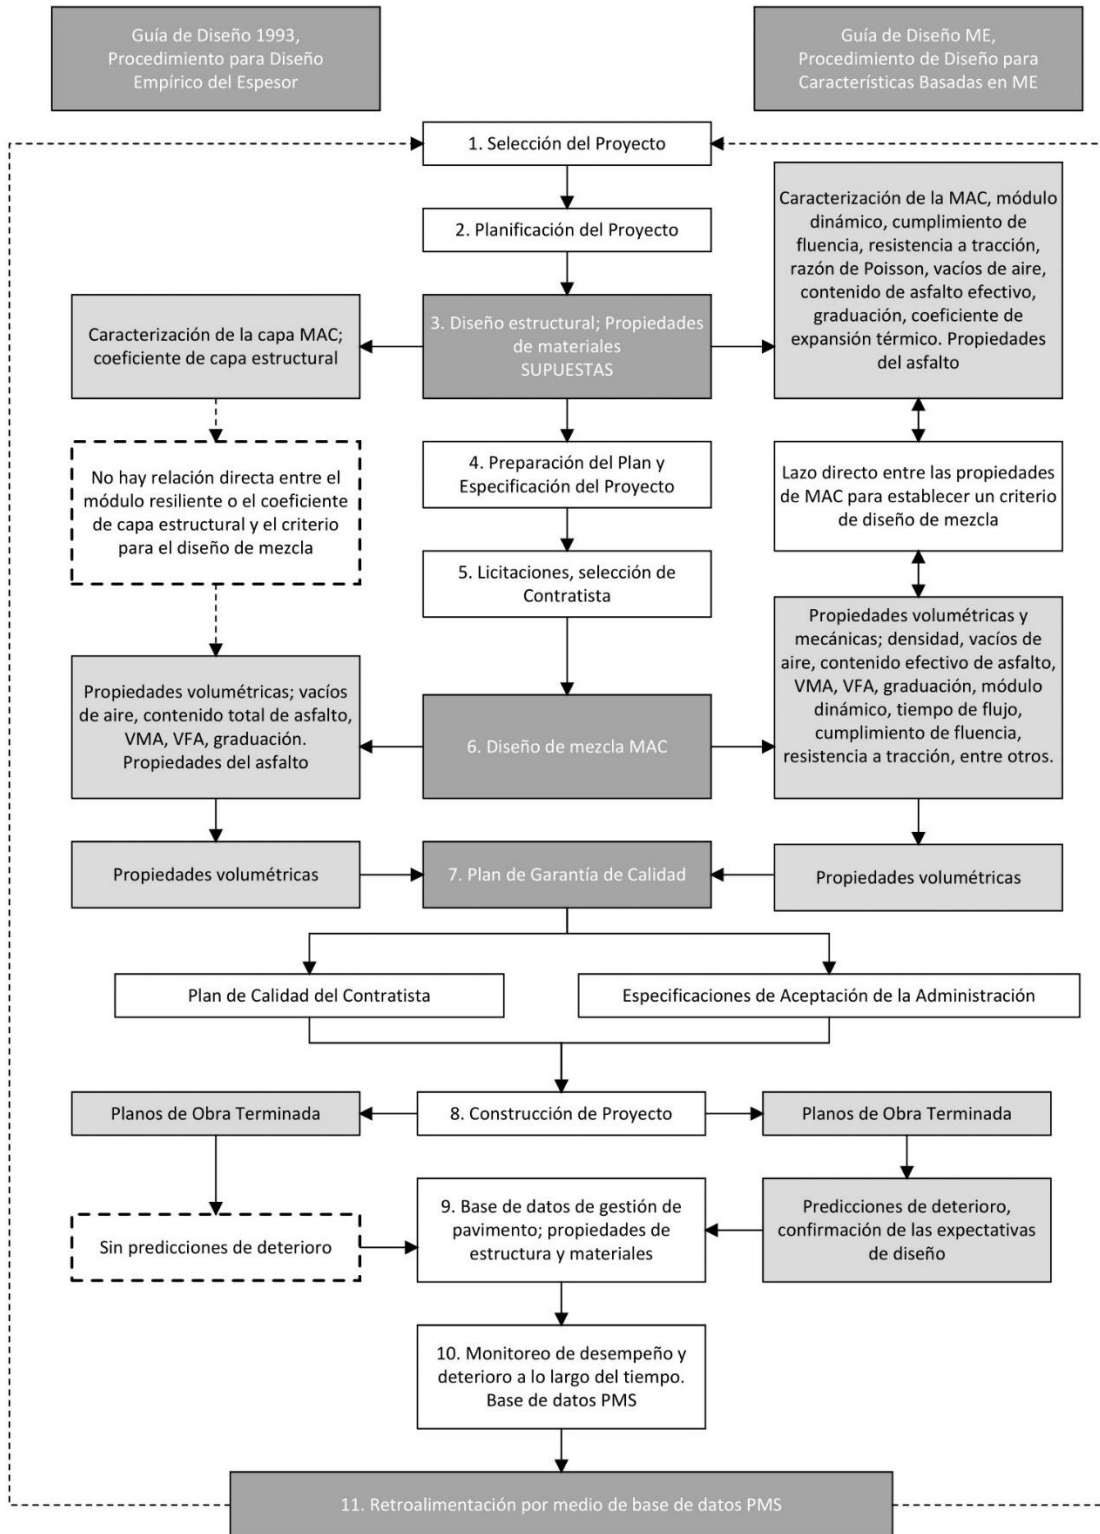 Guía de Diseño 1993,
Procedimiento para Diseño
Empírico del Espesor
Guía de Diseño ME,
Procedimiento de Diseño para
Características Basadas en ME
1. Selección del Proyecto
2. Planificación del Proyecto
Caracterización de la MAC, módulo
dinámico, cumplimiento de
fluencia, resistencia a tracción,
razón de Poisson, vacíos de aire,
contenido de asfalto efectivo,
graduación, coeficiente de
expansión térmico. Propiedades
del asfalto
Caracterización de la capa MAC;
coeficiente de capa estructural
3. Diseño estructural; Propiedades
de materiales
SUPUESTAS
No hay relación directa entre el
módulo resiliente o el coeficiente
de capa estructural y el criterio
para el diseño de mezcla
4. Preparación del Plan y
Especificación del Proyecto
Lazo directo entre las propiedades
de MAC para establecer un criterio
de diseño de mezcla
5. Licitaciones, selección de
Contratista
Propiedades volumétricas; vacíos
de aire, contenido total de asfalto,
VMA, VFA, graduación.
Propiedades del asfalto
6. Diseño de mezcla MAC
Propiedades volumétricas y
mecánicas; densidad, vacíos de
aire, contenido efectivo de asfalto,
VMA, VFA, graduación, módulo
dinámico, tiempo de flujo,
cumplimiento de fluencia,
resistencia a tracción, entre otros.
Propiedades volumétricas
7. Plan de Garantía de Calidad
Propiedades volumétricas
Plan de Calidad del Contratista
Especificaciones de Aceptación de la Administración
Planos de Obra Terminada
8. Construcción de Proyecto
Planos de Obra Terminada
Sin predicciones de deterioro
9. Base de datos de gestión de
pavimento; propiedades de
estructura y materiales
Predicciones de deterioro,
confirmación de las expectativas
de diseño
10. Monitoreo de desempeño y
deterioro a lo largo del tiempo.
Base de datos PMS
11. Retroalimentación por medio de base de datos PMS